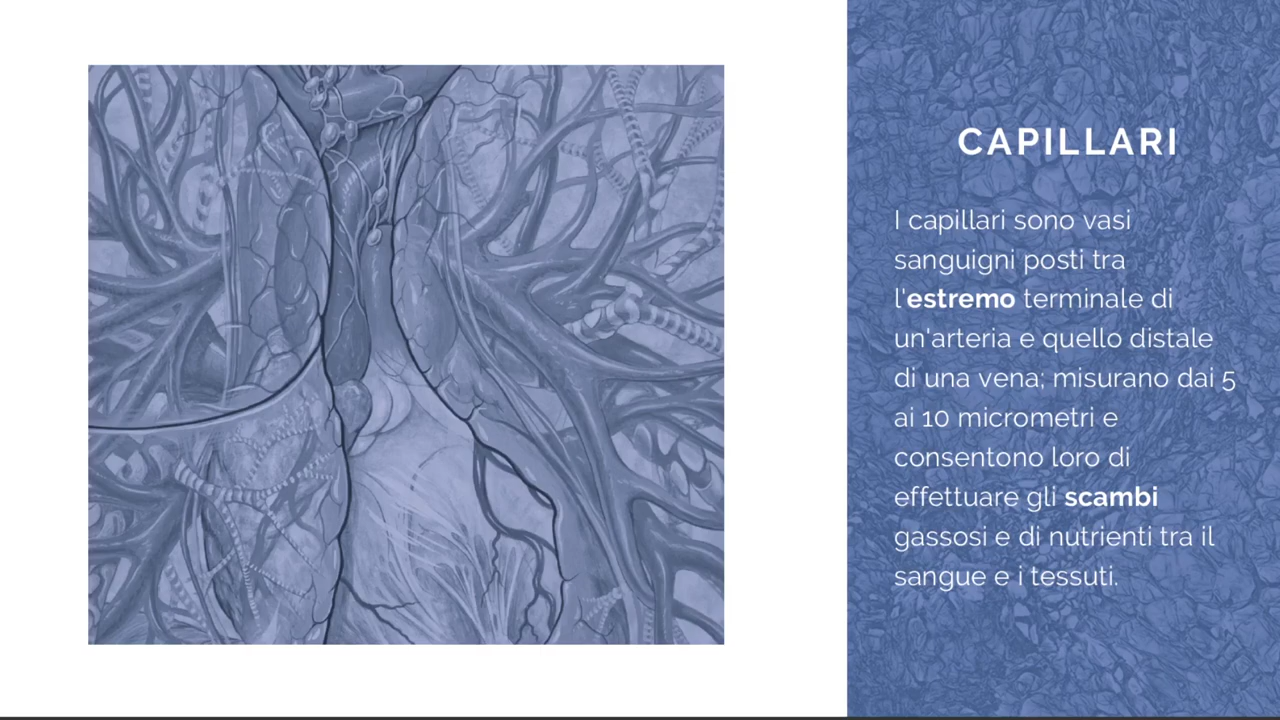 CAPILLARI
I capillari sono vasi
sanguigni posti tra
l'estremo terminale di
un'arteria e quello distale
di una vena; misurano dai 5
ai 10 micrometri e
consentono loro di
effettuare gli scambi
gassosi e di nutrienti tra il
sangue e i tessuti.